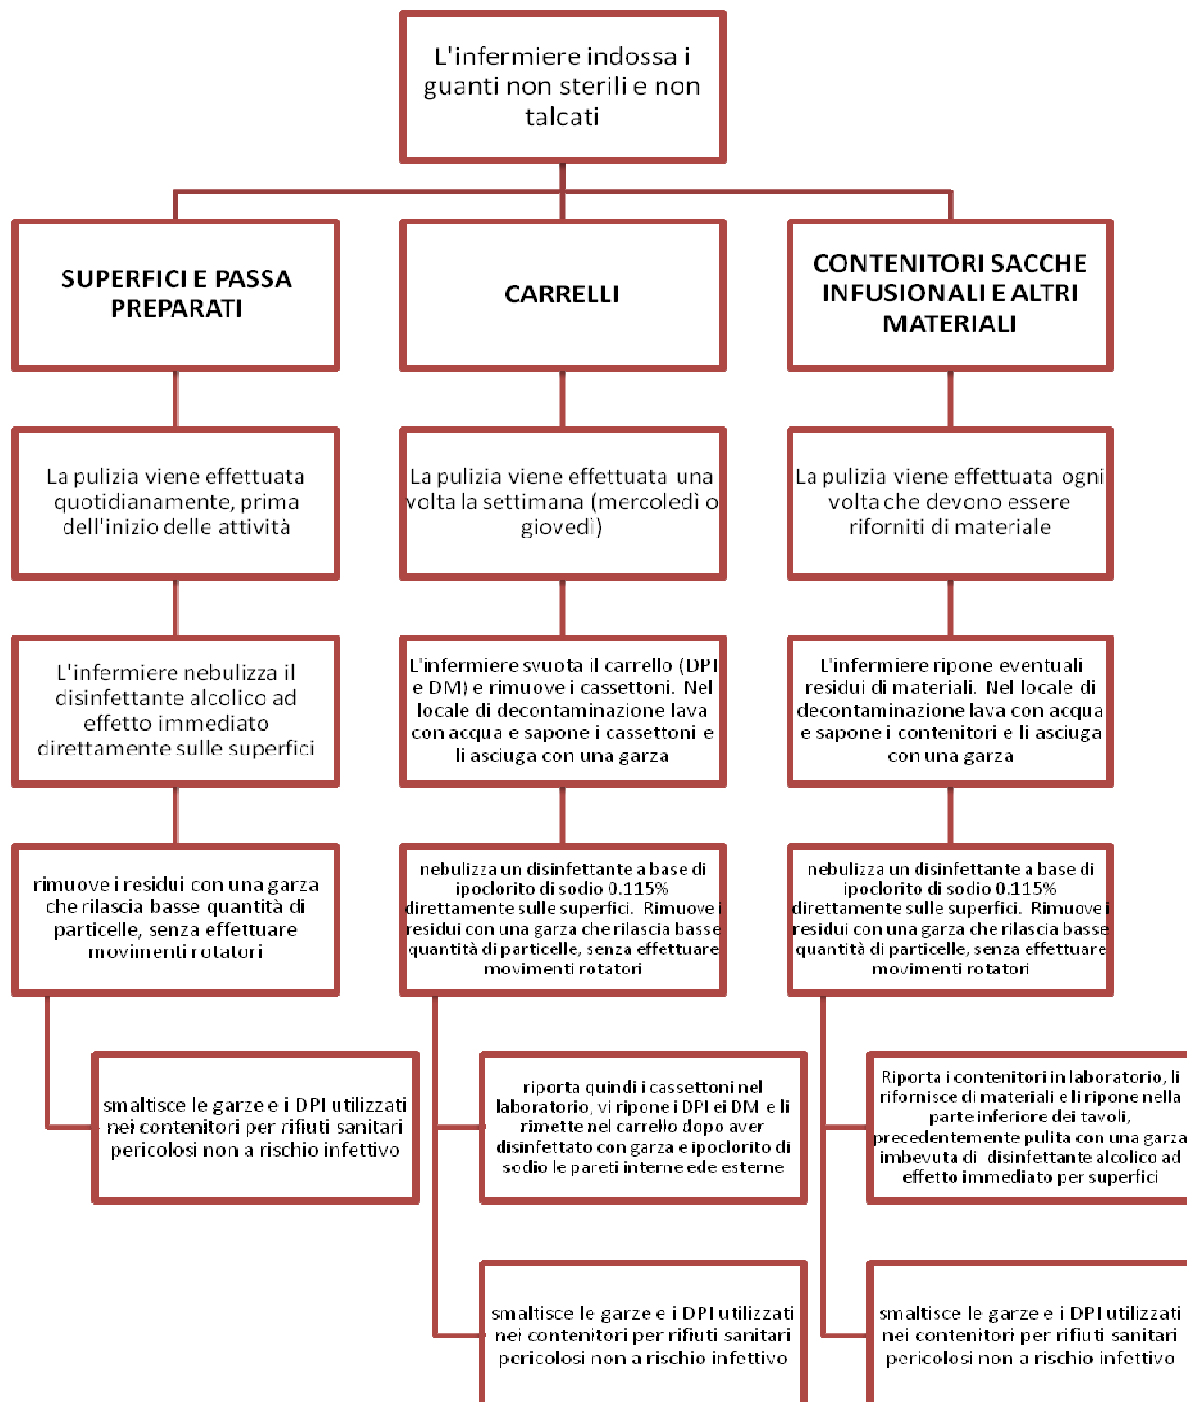 L'infermiere indossa i
guanti non sterili e non
talcati
SUPERFICI E PASSA
PREPARATI
CARRELLI
CONTENITORI SACCHE
INFUSIONALI E ALTRI
MATERIALI
La pulizia viene effettuata
quotidianamente, prima
dell'inizio delle attività
La pulizia viene effettuata una
volta la settimana (mercoledì o
giovedì)
La pulizia viene effettuata ogni
volta che devono essere
riforniti di materiale
L'infermiere nebulizza il
disinfettante alcolico ad
effetto immediato
direttamente sulle superfici
L'infermiere svuota il carrello (DPI
e DM) e rimuove i cassettoni. Nel
locale di decontaminazione lava
con acqua e sapone i cassettoni e
li asciuga con una garza
L'infermiere ripone eventuali
residui di materiali. Nel locale di
decontaminazione lava con acqua
e sapone i contenitori e li asciuga
con una garza
rimuove i residui con una garza
che rilascia basse quantità di
particelle, senza effettuare
movimenti rotatori
nebulizza un disinfettante a base di
ipoclorito di sodio 0.115%
direttamente sulle superfici. Rimuove i
residui con una garza che rilascia basse
quantità di particelle, senza effettuare
movimenti rotatori
nebulizza un disinfettante a base di
ipoclorito di sodio 0.115%
direttamente sulle superfici. Rimuove i
residui con una garza che rilascia basse
quantità di particelle, senza effettuare
movimenti rotatori
smaltisce le garze e i DPI utilizzati
nei contenitori per rifiuti sanitari
pericolosi non a rischio infettivo
riporta quindi i cassettoni nel
laboratorio, vi ripone i DPI ei DM e li
rimette nel carrello dopo aver
disinfettato con garza e ipoclorito di
sodio le pareti interne ede esterne
Riporta i contenitori in laboratorio, li
rifornisce di materiali e li ripone nella
parte inferiore dei tavoli,
precedentemente pulita con una garza
imbevuta di disinfettante alcolico ad
effetto immediato per superfici
smaltisce le garze e i DPI utilizzati
nei contenitori per rifiuti sanitari
pericolosi non a rischio infettivo
smaltisce le garze e i DPI utilizzati
nei contenitori per rifiuti sanitari
pericolosi non a rischio infettivo